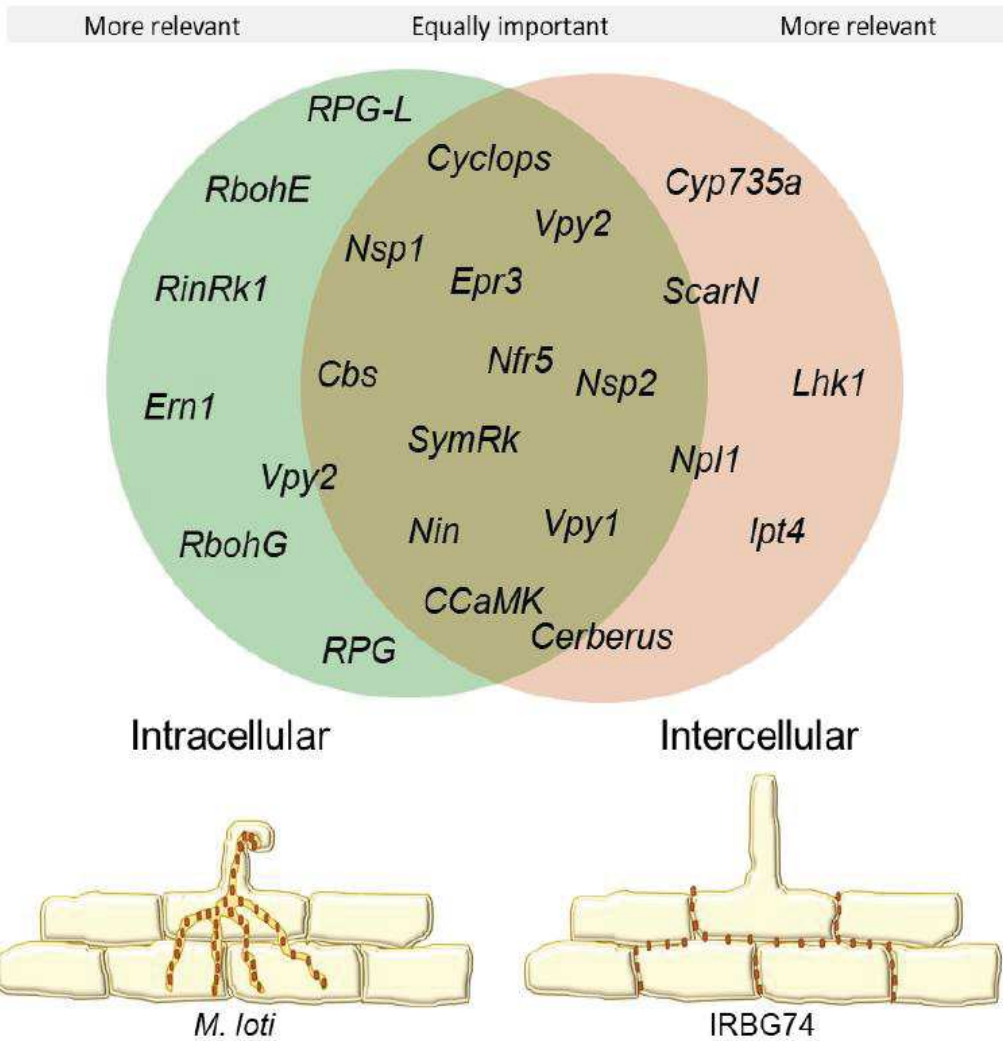 More relevant Equally important More relevant
RPG-L
Cyclops
Cyp735a
RbohE
Vpy2
Nsp1
Epr3
RinRk1
ScarN
Nfr5
Cbs
Nsp2
Lhk1
Ern1
SymRk
Npl1
Vpy2
Nin
Vpy1
Ipt4
RbohG
CCaMK
Cerberus
RPG
Intracellular Intercellular
M. loti IRBG74